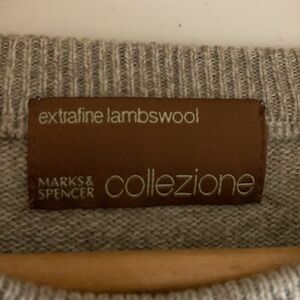 extrafine lambswool
MARKS &
SPENCER collezione